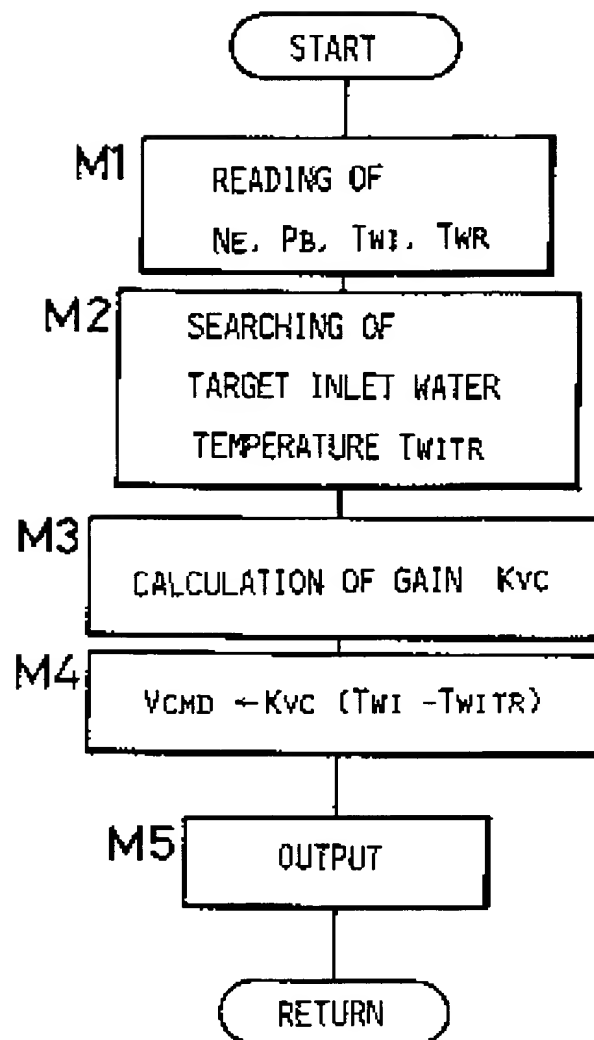 START
M1
READING OF
NE, PB, TWI, TWR
M2
SEARCHING OF
TARGET INLET WATER
TEMPERATURE TWITR
M3
CALCULATION OF GAIN KVC
M4
VCMD ←KVC (TWI -TWITR)
M5
OUTPUT
RETURN